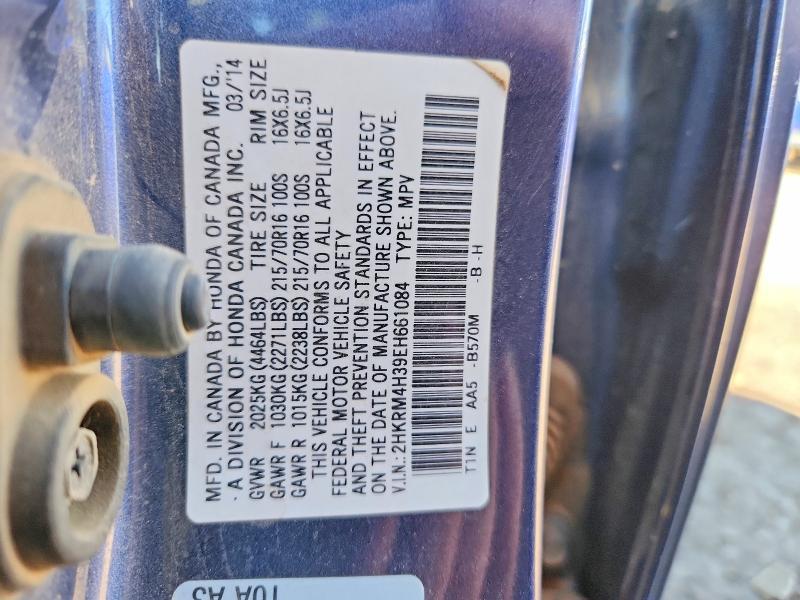 MFD. IN CANADA BY HONDA OF CANADA MFG.,
A DIVISION OF HONDA CANADA INC. 03/'14
GVWR 2025KG(4464LBS) TIRE SIZE RIM SIZE
GAWR F 1030KG(2271LBS)215/70R16 100S 16X6.5J
GAWR R 1015KG(2238LBS)215/70R16 100S 16X6.5J
THIS VEHICLE CONFORMS TO ALL APPLICABLE
FEDERAL MOTOR VEHICLE SAFETY
AND THEFT PREVENTION STANDARDS IN EFFECT
ON THE DATE OF MANUFACTURE SHOWN ABOVE.
V.I.N.: 2HKRM4H39EH661084 TYPE: MPV
T1N E AA5 -B570M -B -H